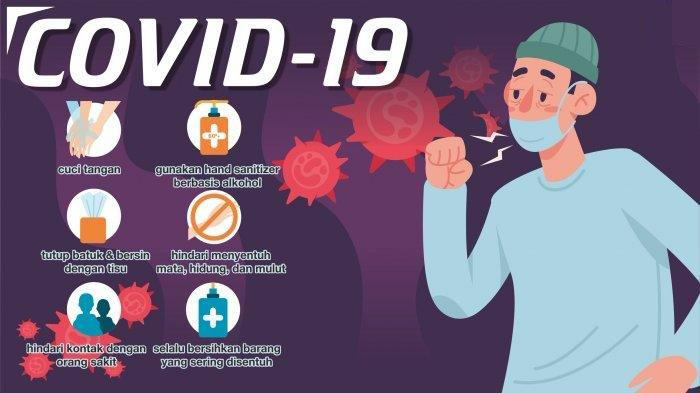 COVID-19
cuci tangan
gunakan hand sanitizer
berbasis alkohol
tutup batuk & bersin
dengan tisu
hindari menyentuh
mata, hidung, dan mulut
hindari kontak dengan
orang sakit
selalu bersihkan barang
yang sering disentuh